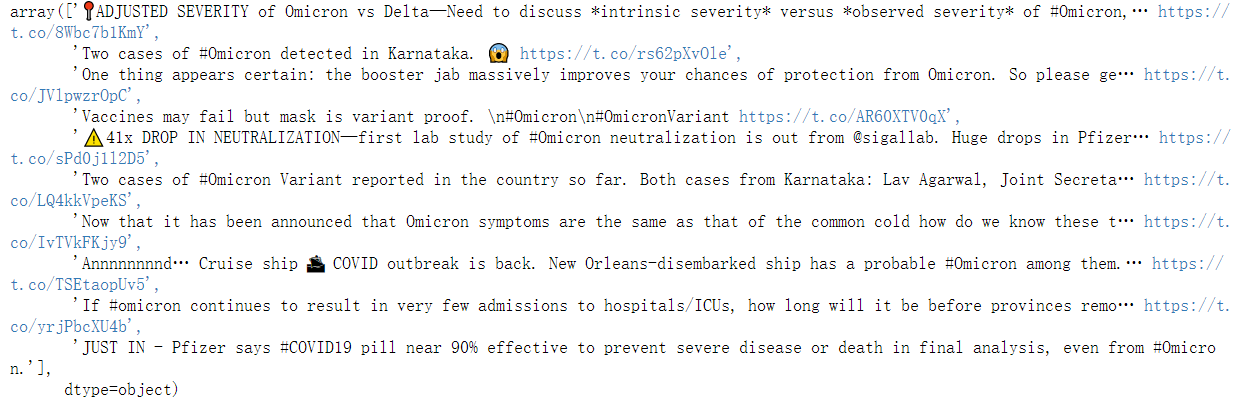 array(['📍ADJUSTED SEVERITY of Omicron vs Delta—Need to discuss *intrinsic severity* versus *observed severity* of #Omicron,… https://
t.co/8Wbc7b1KmY',
'Two cases of #Omicron detected in Karnataka. 😱 https://t.co/rs62pXvOle',
'One thing appears certain: the booster jab massively improves your chances of protection from Omicron. So please ge… https://t.
co/JVlpwzrOpC',
'Vaccines may fail but mask is variant proof. \n#Omicron\n#OmicronVariant https://t.co/AR60XTV0qX',
'⚠️41x DROP IN NEUTRALIZATION—first lab study of #Omicron neutralization is out from @sigallab. Huge drops in Pfizer… https://
t.co/sPd0j1l2D5',
'Two cases of #Omicron Variant reported in the country so far. Both cases from Karnataka: Lav Agarwal, Joint Secreta… https://t.
co/LQ4kkVpeKS',
'Now that it has been announced that Omicron symptoms are the same as that of the common cold how do we know these t… https://t.
co/IvTVkFKjy9',
'Annnnnnnnd… Cruise ship 🛳 COVID outbreak is back. New Orleans-disembarked ship has a probable #Omicron among them.… https://
t.co/TSEtaopUv5',
'If #omicron continues to result in very few admissions to hospitals/ICUs, how long will it be before provinces remo… https://t.
co/yrjPbcXU4b',
'JUST IN - Pfizer says #COVID19 pill near 90% effective to prevent severe disease or death in final analysis, even from #Omicro
n.'],
dtype=object)